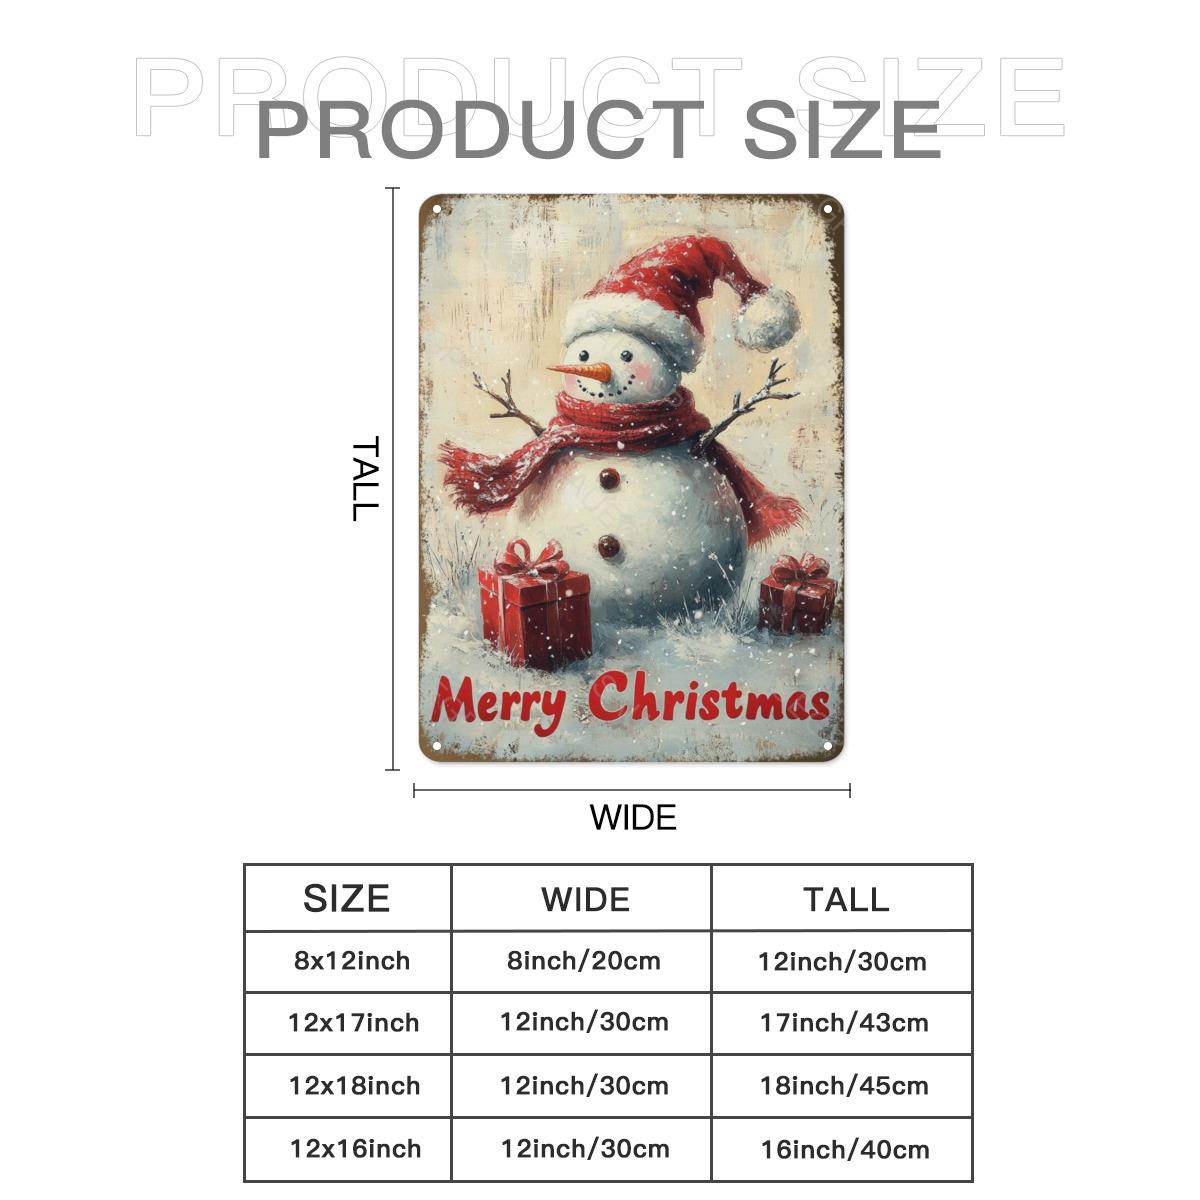 PRODUCT SIZE
PRODUCT SIZE
TALL
Merry Christmas
WIDE
SIZE WIDE TALL
8x12inch 8inch/20cm 12inch/30cm
12x17inch 12inch/30cm 17inch/43cm
12x18inch 12inch/30cm 18inch/45cm
12x16inch 12inch/30cm 16inch/40cm